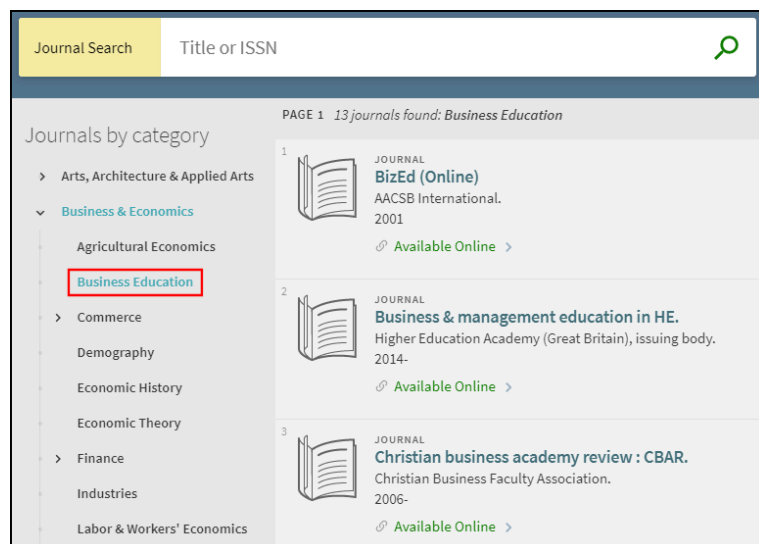 Journal Search
Title or ISSN
Journals by category
Arts, Architecture & Applied Arts
Business & Economics
Agricultural Economics
Business Education
Commerce
Demography
Economic History
Economic Theory
Finance
Industries
Labor & Workers' Economics
PAGE 1 13 journals found: Business Education
1
JOURNAL
BizEd (Online)
AACSB International.
2001
Available Online
2
JOURNAL
Business & management education in HE.
Higher Education Academy (Great Britain), issuing body.
2014-
Available Online
3
JOURNAL
Christian business academy review : CBAR.
Christian Business Faculty Association.
2006-
Available Online